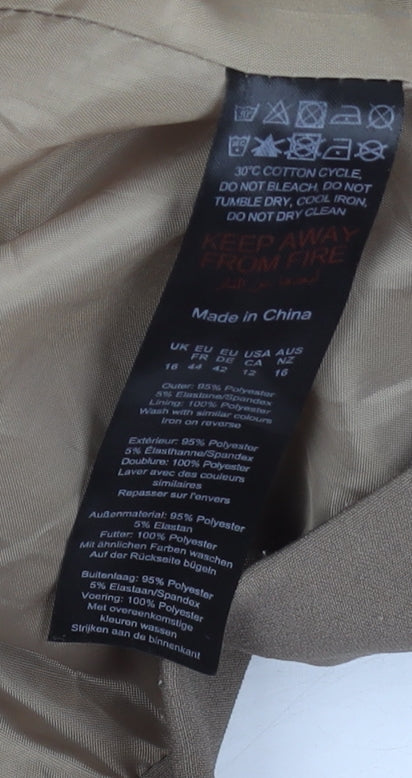 30°C COTTON CYCLE,
DO NOT BLEACH, DO NOT
TUMBLE DRY, COOL IRON,
DO NOT DRY CLEAN
KEEP AWAY
FROM FIRE
Made in China
UK EU EU USA AUS
FR DE CA NZ
16 44 42 12 16
Outer: 95% Polyester
5% Elastane/Spandex
Lining: 100% Polyester
Wash with similar colours
Iron on reverse
Extérieur: 95% Polyester
5% Élasthanne/Spandex
Doublure: 100% Polyester
Laver avec des couleurs
similaires
Repasser sur l'envers
Außenmaterial: 95% Polyester
5% Elastan
Futter: 100% Polyester
Mit ähnlichen Farben waschen
Auf der Rückseite bügeln
Buitenlaag: 95% Polyester
5% Elastaan/Spandex
Voering: 100% Polyester
Met overeenkomstige
kleuren wassen
Strijken aan de binnenkant